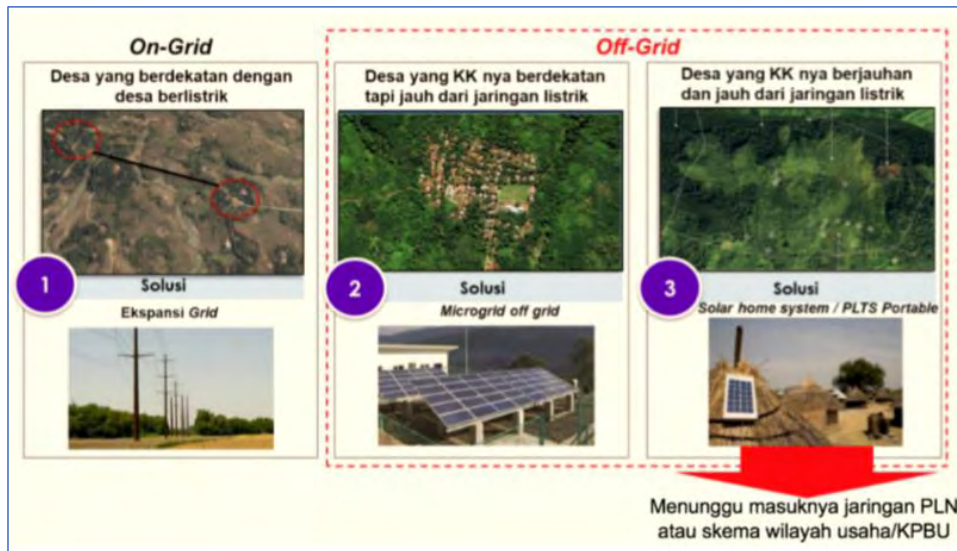 On-Grid
Off-Grid
Desa yang berdekatan dengan
desa berlistrik
Desa yang KK nya berdekatan
tapi jauh dari jaringan listrik
Desa yang KK nya berjauhan
dan jauh dari jaringan listrik
1
Solusi
2
Solusi
3
Solusi
Ekspansi Grid
Microgrid off grid
Solar home system / PLTS Portable
Menunggu masuknya jaringan PLN
atau skema wilayah usaha/KPBU